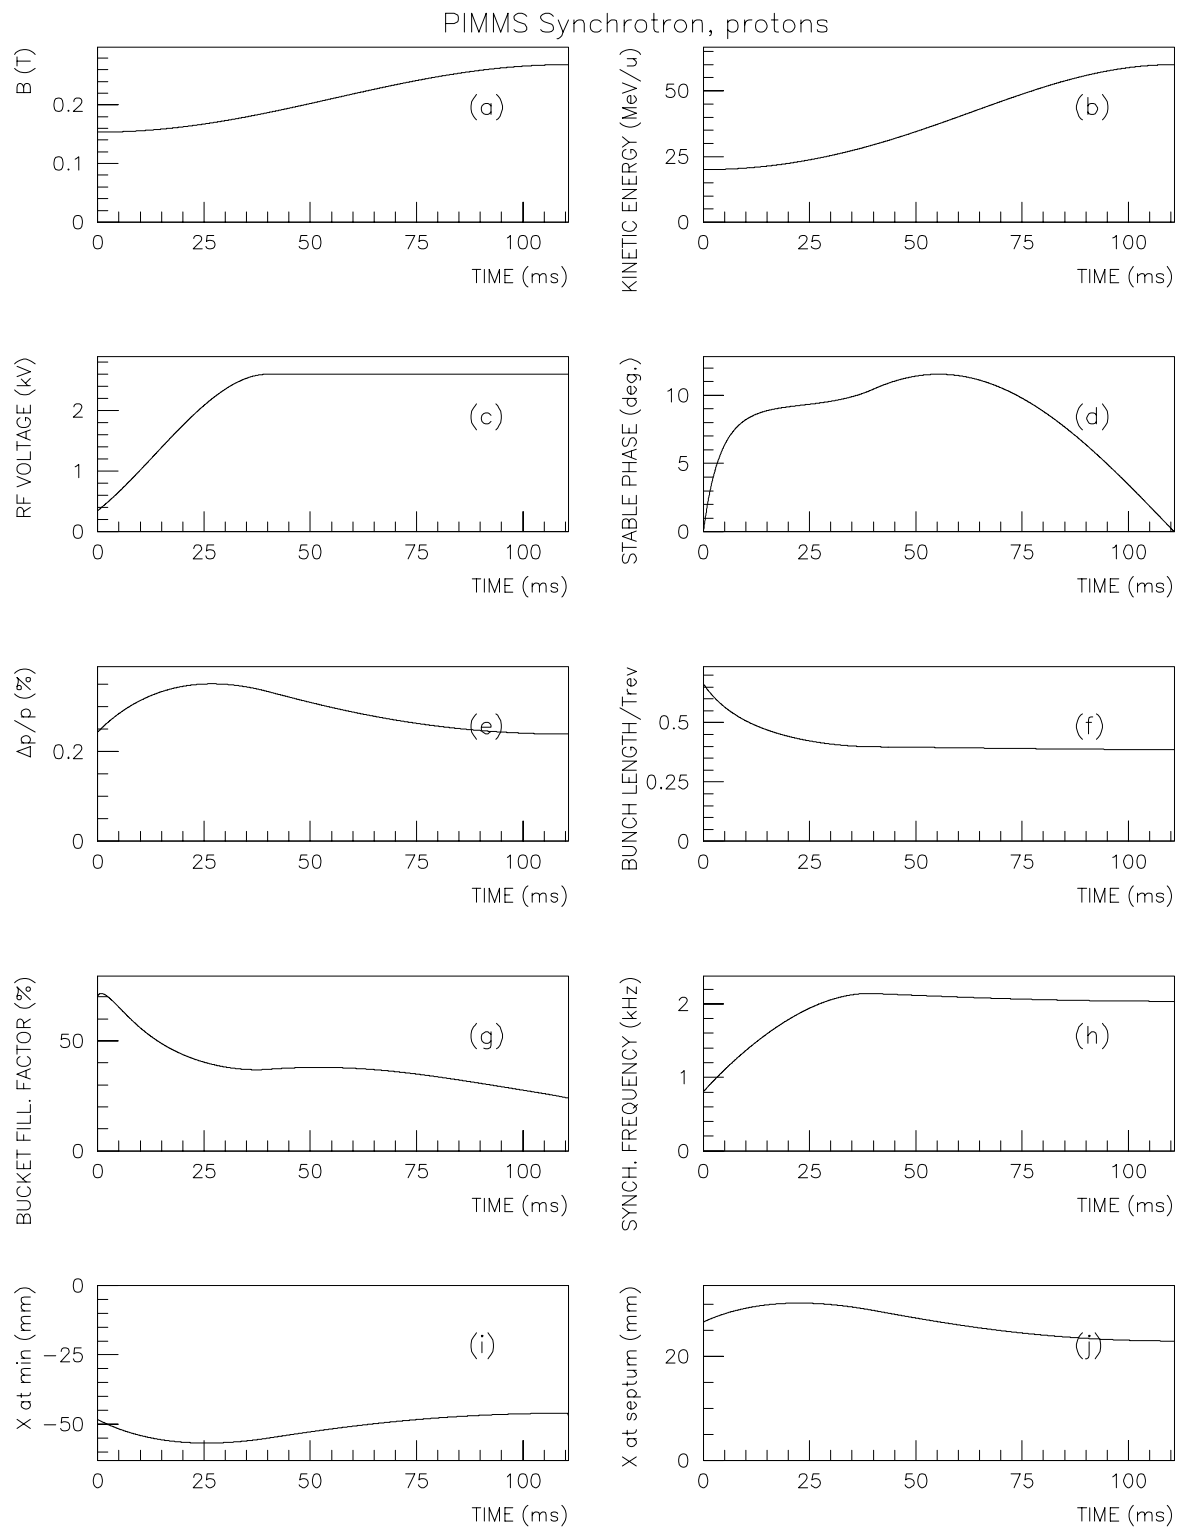 PIMMS Synchrotron, protons
B (T)
0.2
0.1
0
0 25 50 75 100
TIME (ms)
(a)
KINETIC ENERGY (MeV/u)
50
25
0
0 25 50 75 100
TIME (ms)
(b)
RF VOLTAGE (kV)
2
1
0
0 25 50 75 100
TIME (ms)
(c)
STABLE PHASE (deg.)
10
5
0
0 25 50 75 100
TIME (ms)
(d)
Δp/p (%)
0.2
0
0 25 50 75 100
TIME (ms)
(e)
BUNCH LENGTH/Trev
0.5
0.25
0
0 25 50 75 100
TIME (ms)
(f)
BUCKET FILL. FACTOR (%)
50
0
0 25 50 75 100
TIME (ms)
(g)
SYNCH. FREQUENCY (kHz)
2
1
0
0 25 50 75 100
TIME (ms)
(h)
X at min (mm)
0
−25
−50
0 25 50 75 100
TIME (ms)
(i)
X at septum (mm)
20
0
0 25 50 75 100
TIME (ms)
(j)